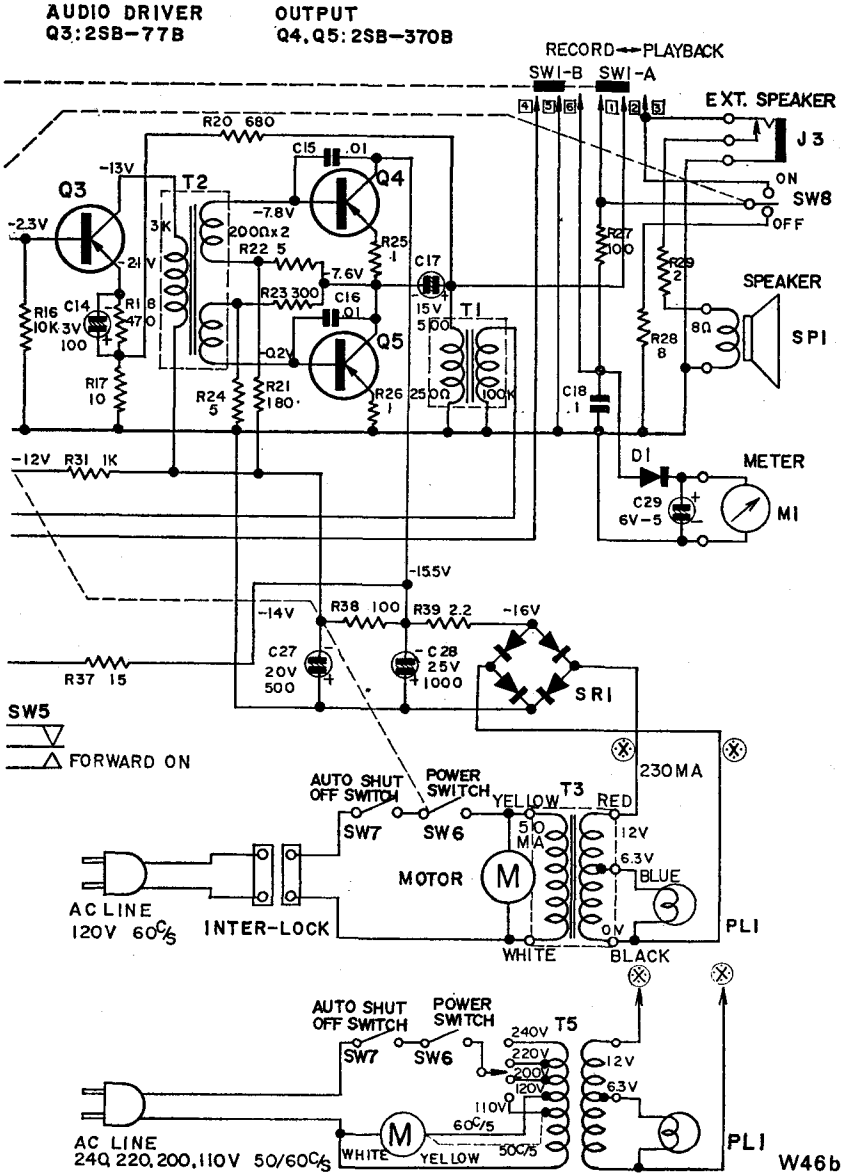 AUDIO DRIVER
Q3:2SB-77B
OUTPUT
Q4,Q5:2SB-370B
RECORD PLAYBACK
SW1-B SW1-A
4 5 6 1 2 3
EXT. SPEAKER
J3
R20 680
C15 .01
-13V
T2
Q4
Q3
ON
SW8
OFF
-2.3V
-7.8V
3K
200Ω×2
R22 5
R25
1
C17
R27
100
R29
2
-2.1V
-7.6V
SPEAKER
C14
3V
100
R18
470
R23 300
C16
.01
15V
500
T1
R16
10K
8Ω
SP1
R28
8
Q5
-0.2V
R17
10
R24
5
R21
180
R26
1
250Ω 100K
C18
.1
-12V R31 1K
D1
METER
C29
6V-5
M1
-15.5V
-14V
R38 100
R39 2.2
-16V
C27
20V
500
C28
25V
1000
R37 15
SR1
SW5
FORWARD ON
230MA
AUTO SHUT
OFF SWITCH
SW7
POWER
SWITCH
SW6
T3
YELLOW
RED
50
MA
12V
6.3V
BLUE
MOTOR
M
AC LINE
120V 60C/S
INTER-LOCK
0V
PL1
WHITE
BLACK
AUTO SHUT
OFF SWITCH
SW7
POWER
SWITCH
SW6
T5
240V
220V
200V
120V
110V
12V
6.3V
60C/S
M
50C/S
WHITE
YELLOW
AC LINE
240,220,200,110V 50/60C/S
PL1
W46b